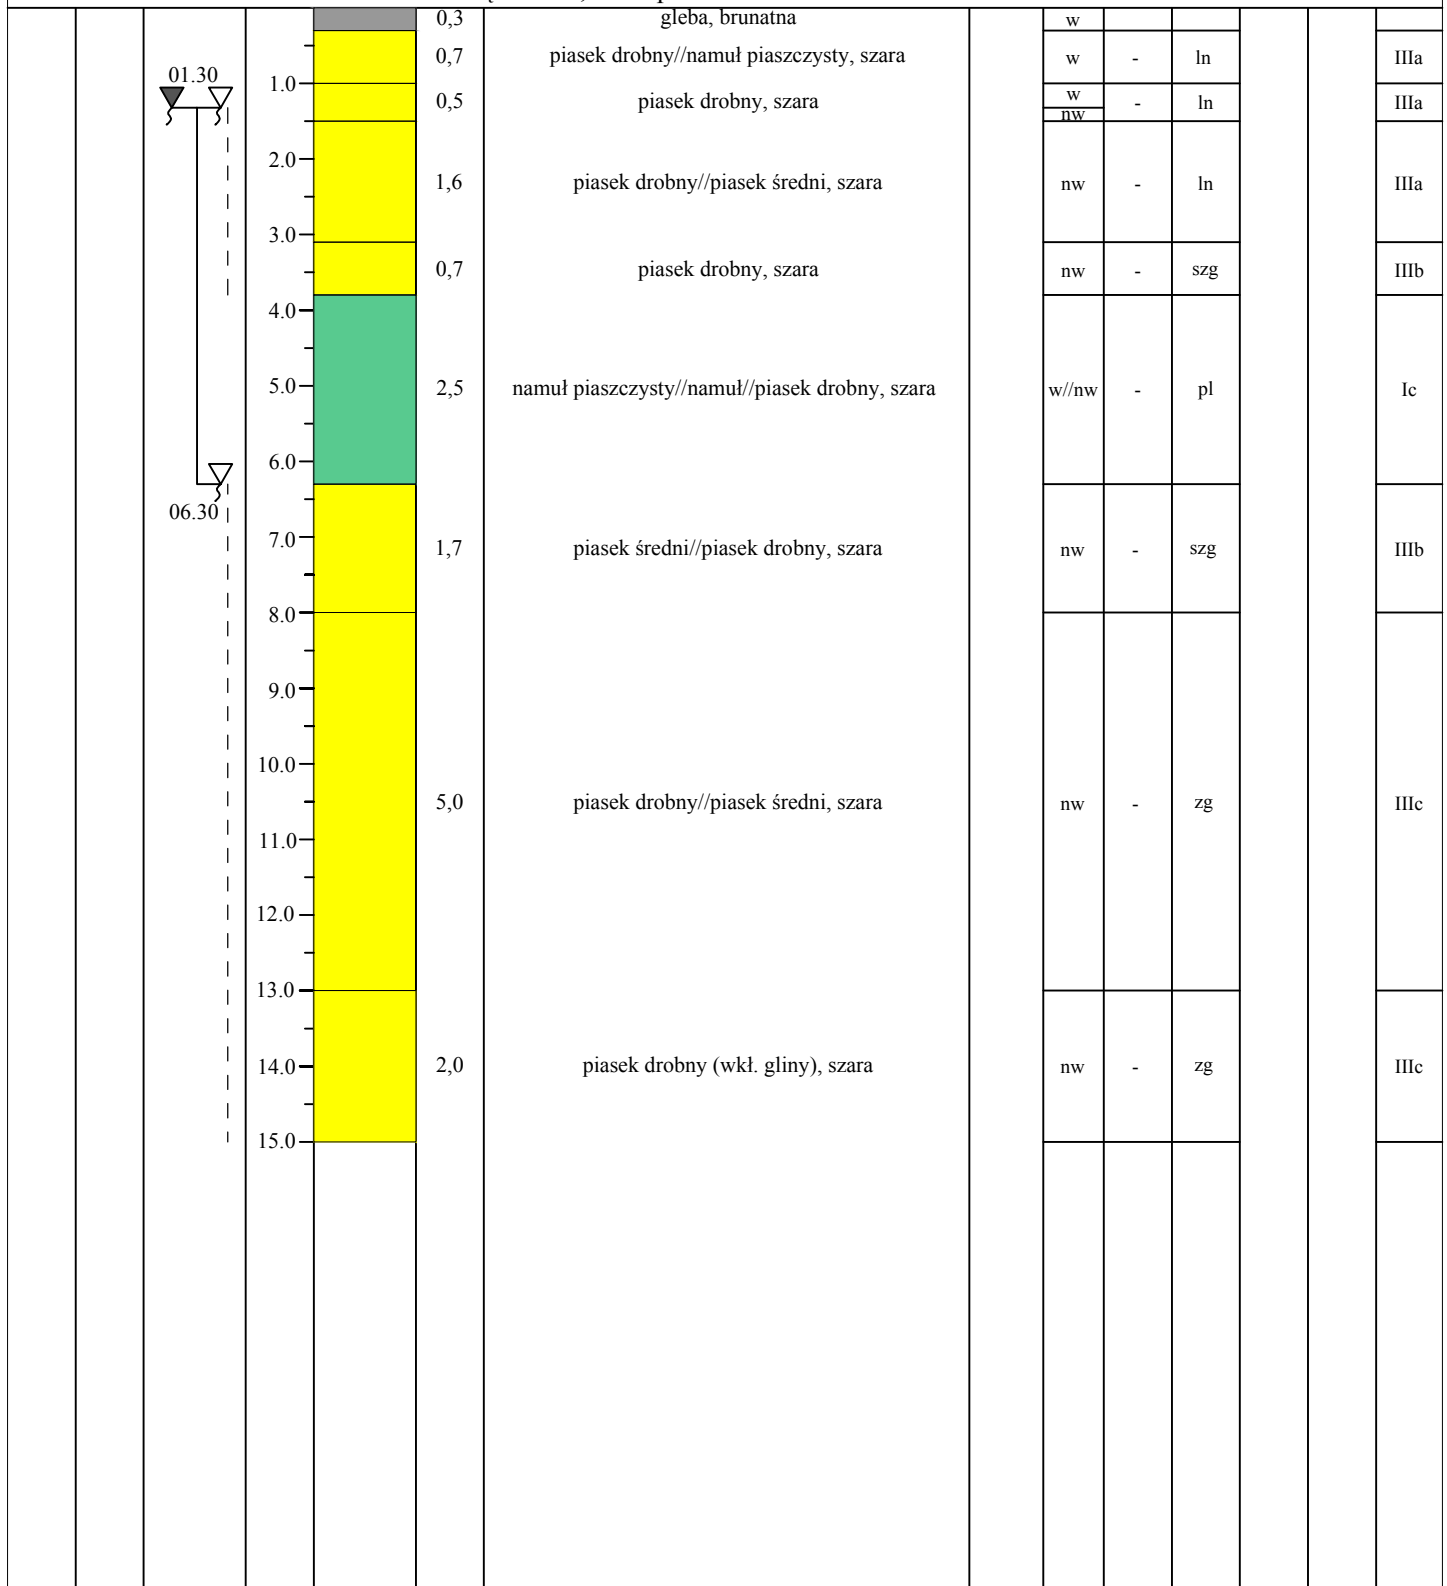 0,3 gleba, brunatna w
0,7 piasek drobny//namuł piaszczysty, szara w - ln IIIa
01.30
1.0
0,5 piasek drobny, szara w - ln IIIa
nw
2.0
1,6 piasek drobny//piasek średni, szara nw - ln IIIa
3.0
0,7 piasek drobny, szara nw - szg IIIb
4.0
5.0 2,5 namuł piaszczysty//namuł//piasek drobny, szara w//nw - pl Ic
6.0
06.30
7.0 1,7 piasek średni//piasek drobny, szara nw - szg IIIb
8.0
9.0
10.0
5,0 piasek drobny//piasek średni, szara nw - zg IIIc
11.0
12.0
13.0
14.0 2,0 piasek drobny (wkł. gliny), szara nw - zg IIIc
15.0